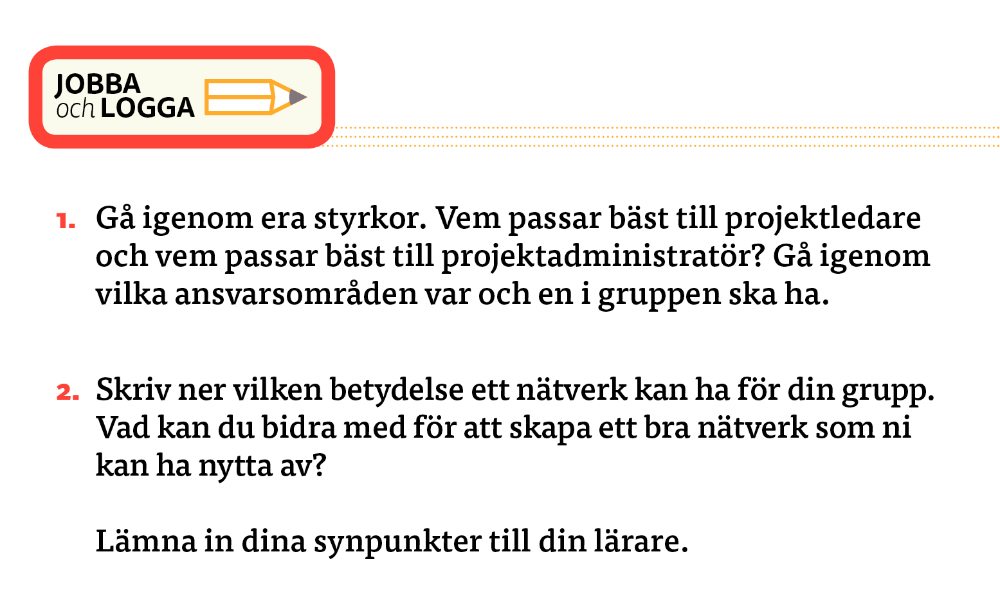 JOBBA
och LOGGA
1. Gå igenom era styrkor. Vem passar bäst till projektledare
och vem passar bäst till projektadministratör? Gå igenom
vilka ansvarsområden var och en i gruppen ska ha.
2. Skriv ner vilken betydelse ett nätverk kan ha för din grupp.
Vad kan du bidra med för att skapa ett bra nätverk som ni
kan ha nytta av?
Lämna in dina synpunkter till din lärare.